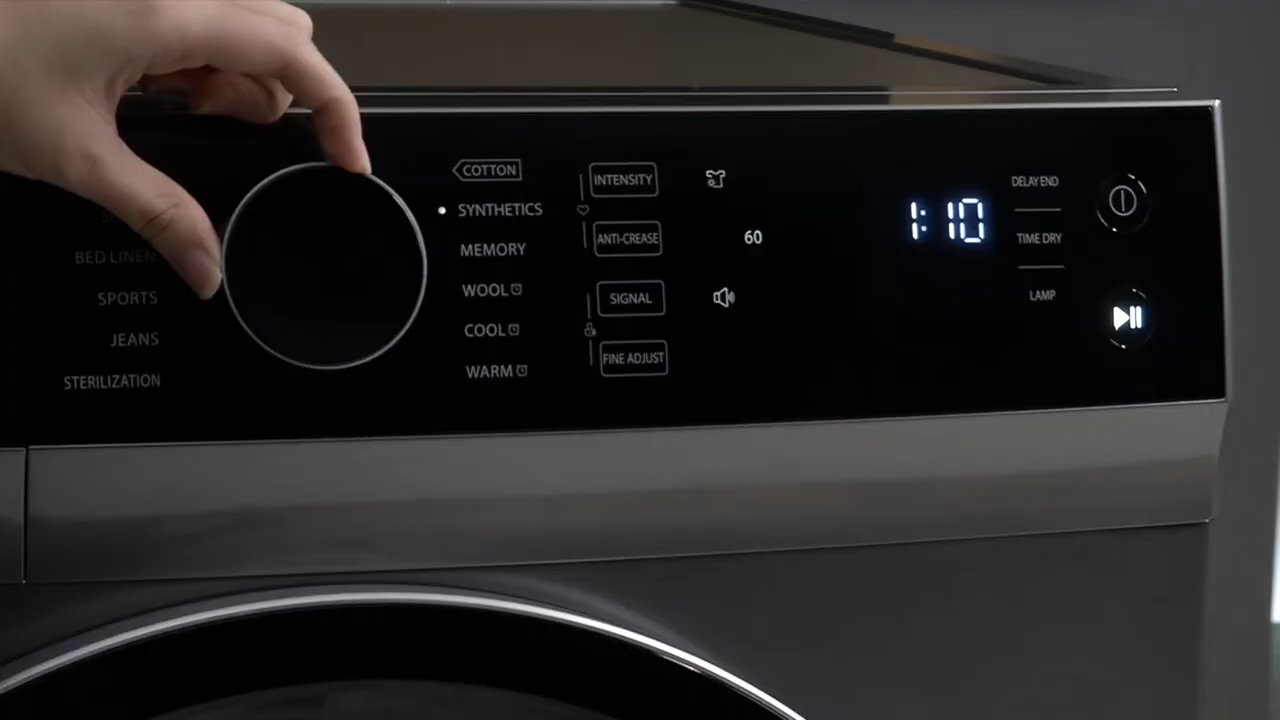 BED LINEN
SPORTS
JEANS
STERILIZATION
COTTON
SYNTHETICS
MEMORY
WOOL
COOL
WARM
INTENSITY
ANTI-CREASE
SIGNAL
FINE ADJUST
60
1:10
DELAY END
TIME DRY
LAMP